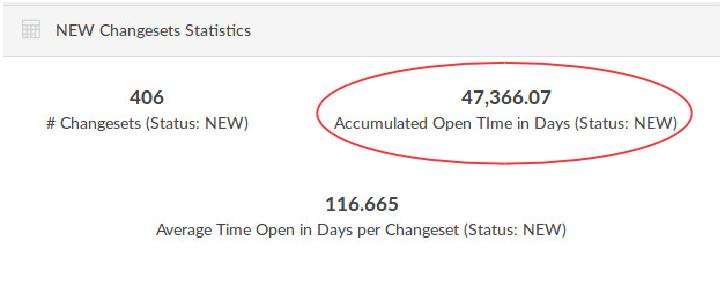 NEW Changesets Statistics
406
# Changesets (Status: NEW)
47,366.07
Accumulated Open TIme in Days (Status: NEW)
116.665
Average Time Open in Days per Changeset (Status: NEW)